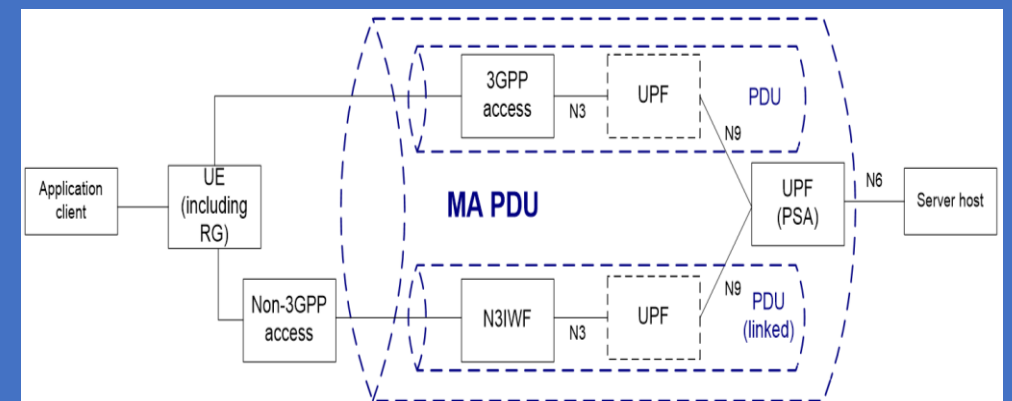 3GPP
access
N3
UPF
PDU
N9
Application
client
UE
(including
RG)
MA PDU
UPF
(PSA)
N6
Server host
Non-3GPP
access
N3IWF
N3
UPF
N9
PDU
(linked)